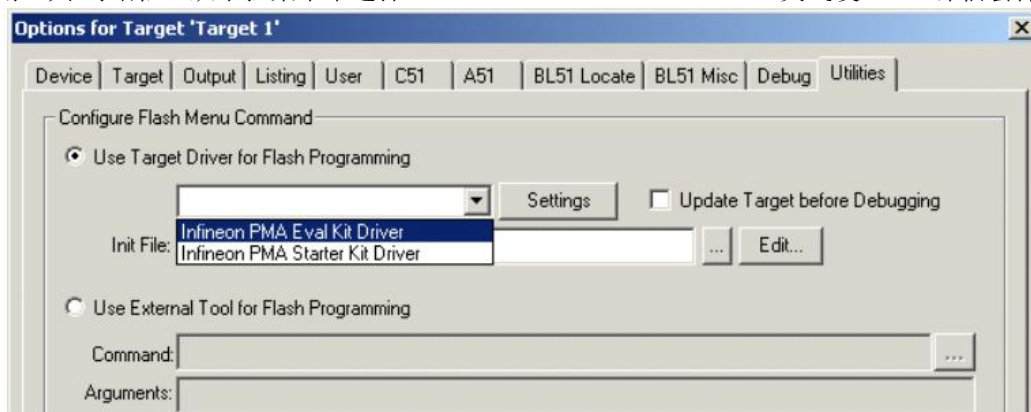 Options for Target 'Target 1'
Device Target Output Listing User C51 A51 BL51 Locate BL51 Misc Debug Utilities
Configure Flash Menu Command
Use Target Driver for Flash Programming
Settings Update Target before Debugging
Infineon PMA Eval Kit Driver
Init File: Infineon PMA Starter Kit Driver ... Edit...
Use External Tool for Flash Programming
Command: ...
Arguments: